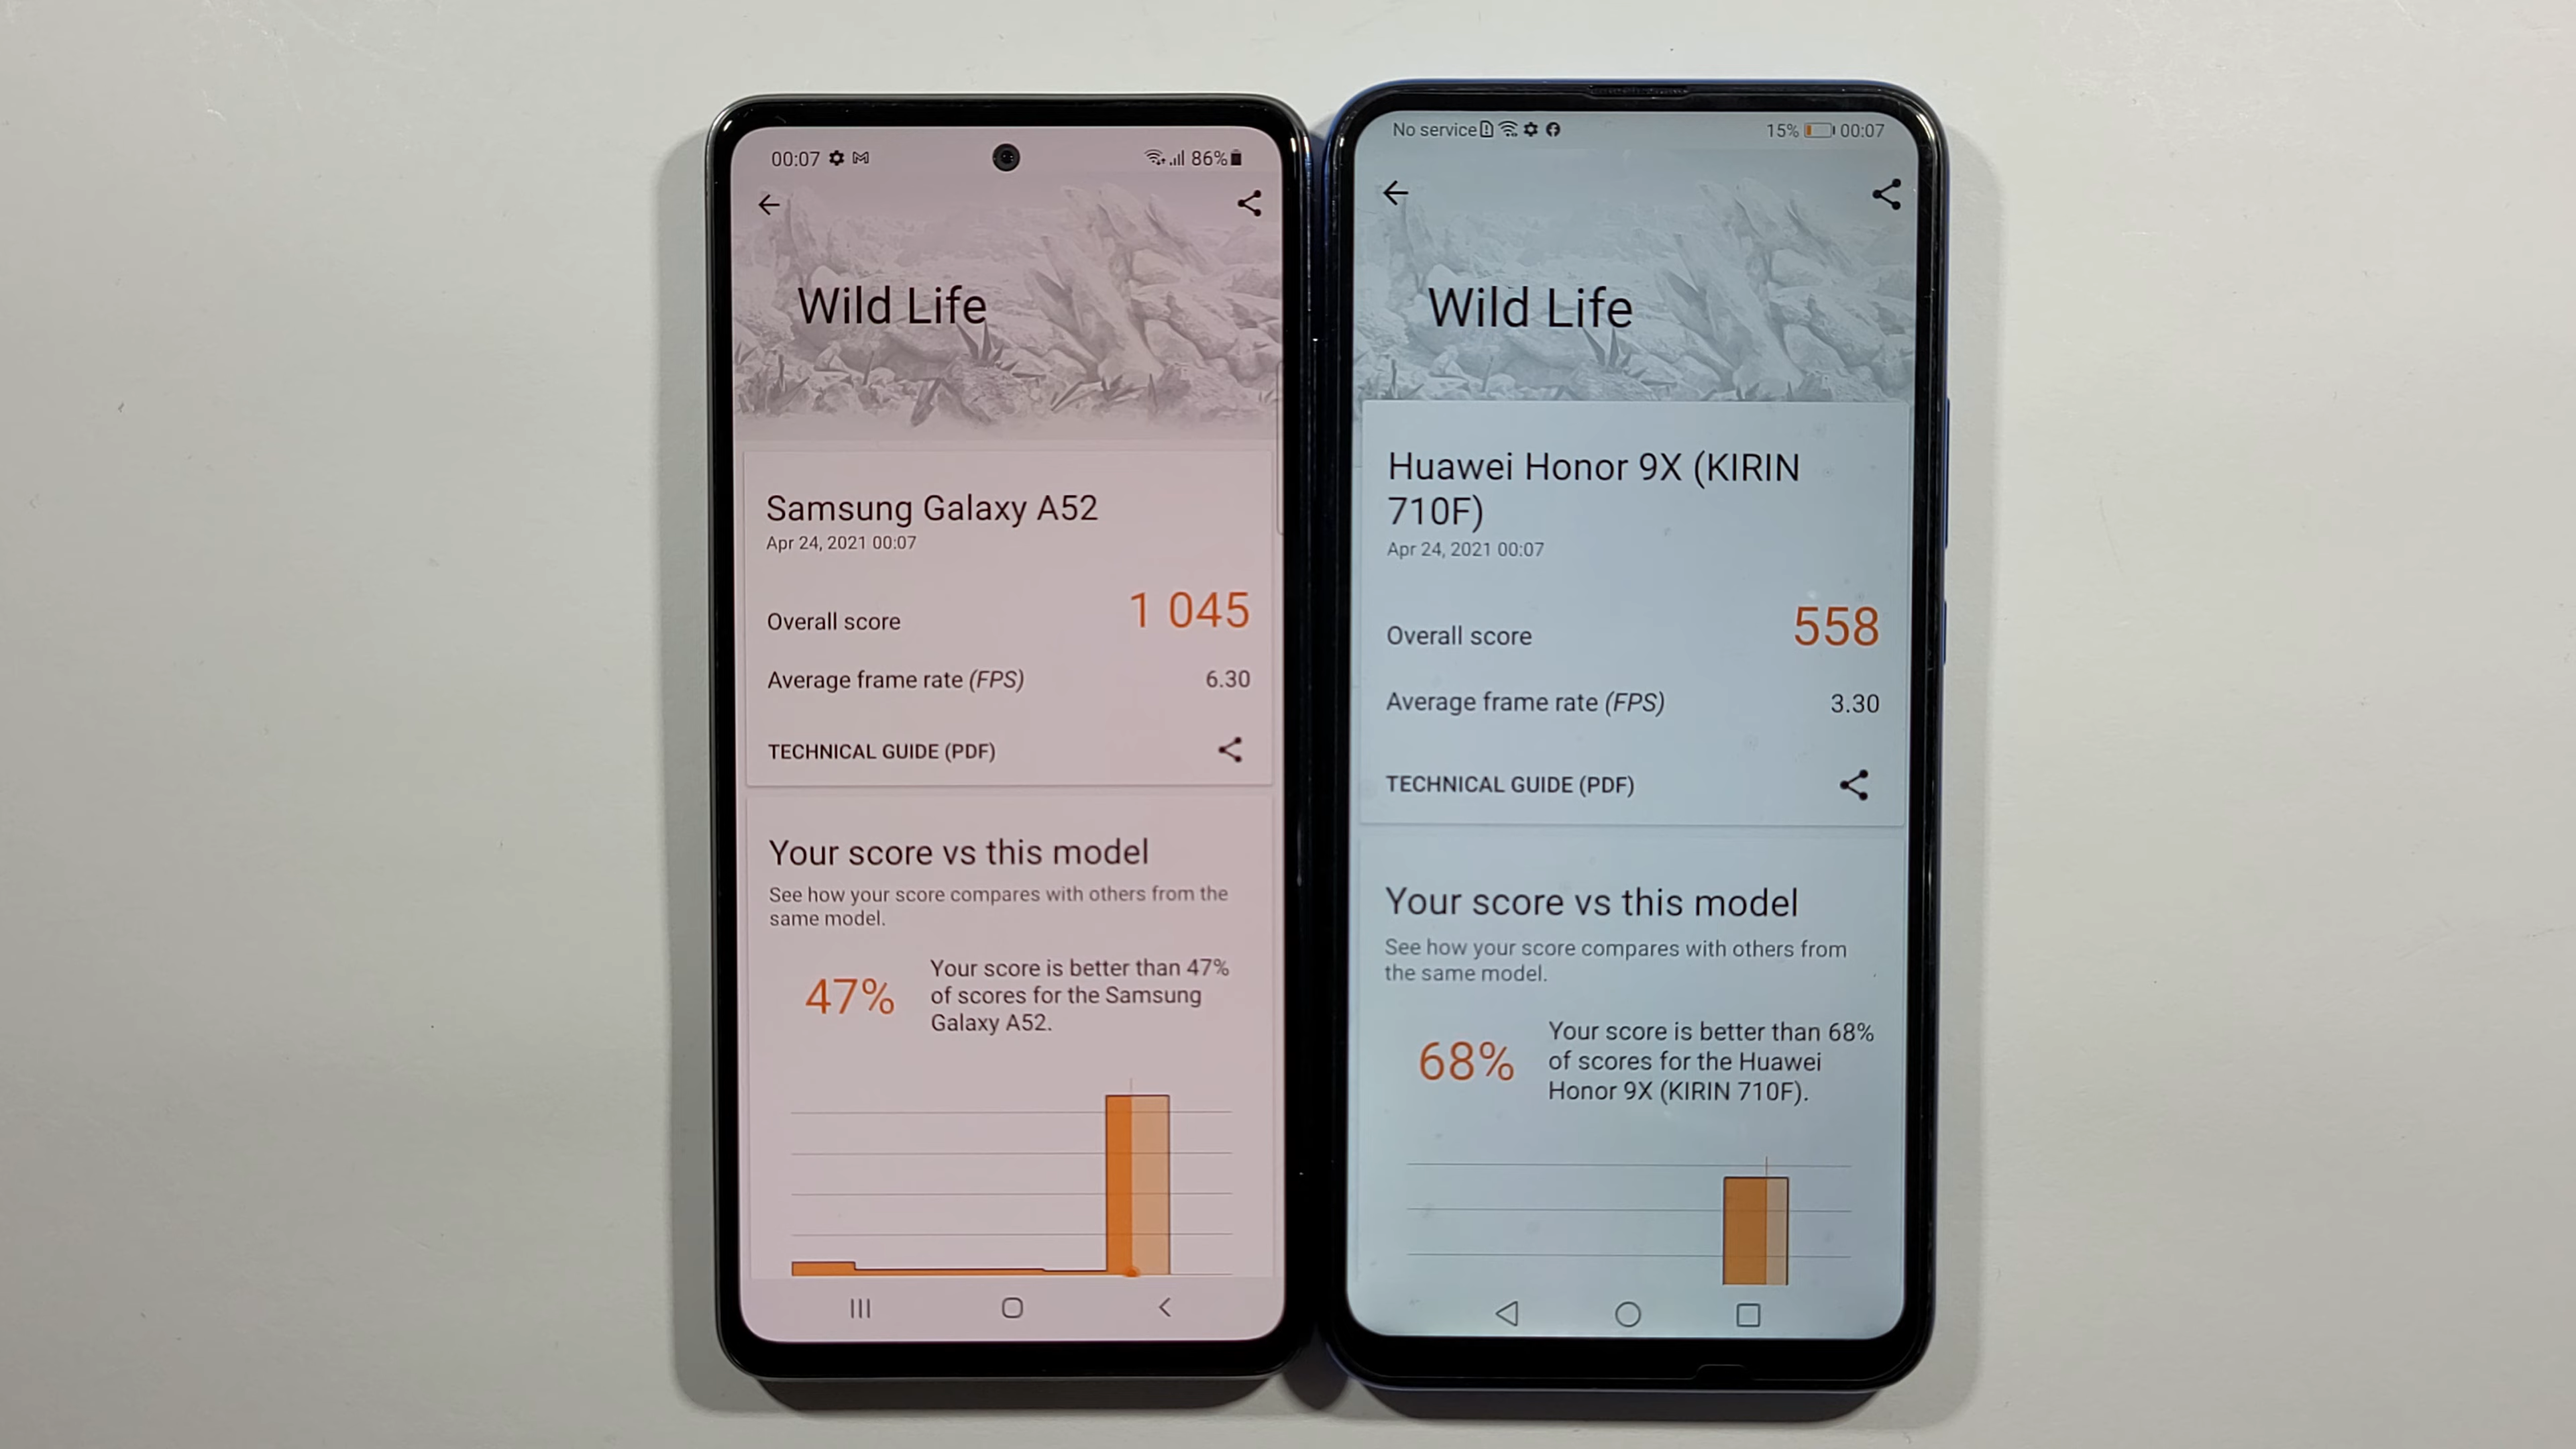 00:07
86%
Wild Life
Samsung Galaxy A52
Apr 24, 2021 00:07
Overall score
1 045
Average frame rate (FPS)
6.30
TECHNICAL GUIDE (PDF)
Your score vs this model
See how your score compares with others from the
same model.
47%
Your score is better than 47%
of scores for the Samsung
Galaxy A52.
No service
15%
00:07
Wild Life
Huawei Honor 9X (KIRIN
710F)
Apr 24, 2021 00:07
Overall score
558
Average frame rate (FPS)
3.30
TECHNICAL GUIDE (PDF)
Your score vs this model
See how your score compares with others from
the same model.
68%
Your score is better than 68%
of scores for the Huawei
Honor 9X (KIRIN 710F).